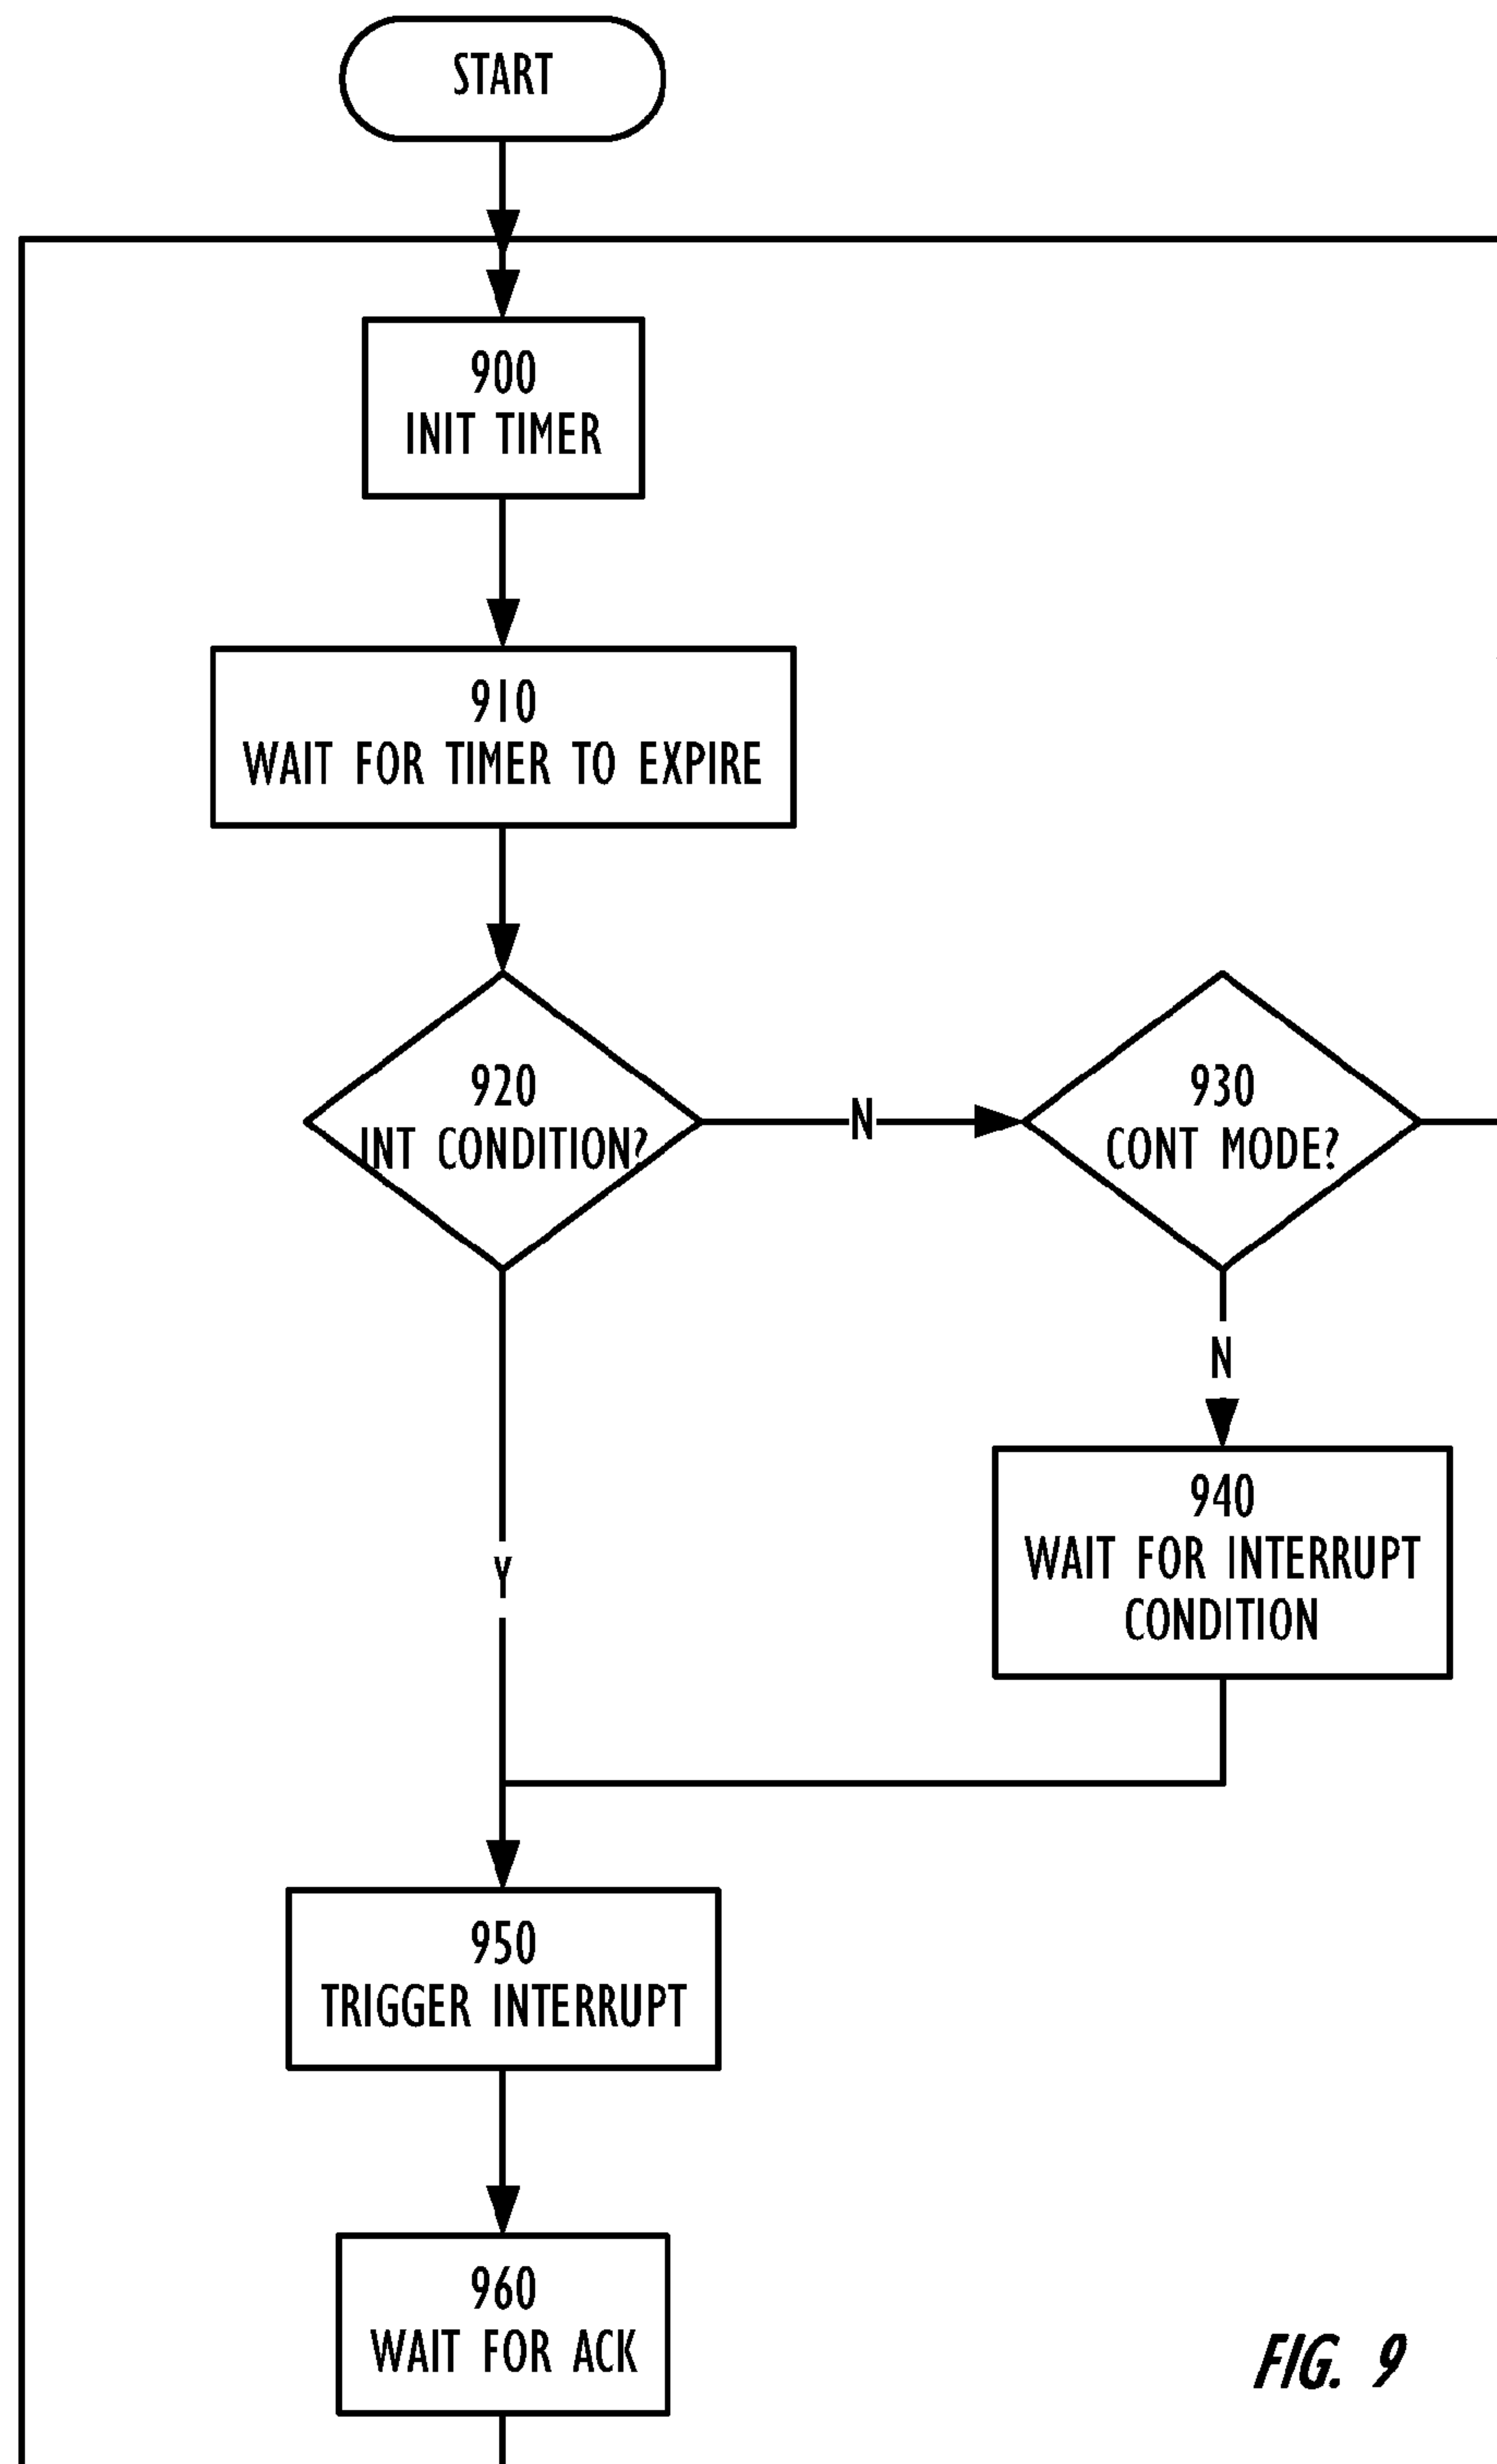 START
900
INIT TIMER
910
WAIT FOR TIMER TO EXPIRE
920
INT CONDITION?
N
930
CONT MODE?
N
940
WAIT FOR INTERRUPT
CONDITION
Y
950
TRIGGER INTERRUPT
960
WAIT FOR ACK
FIG. 9